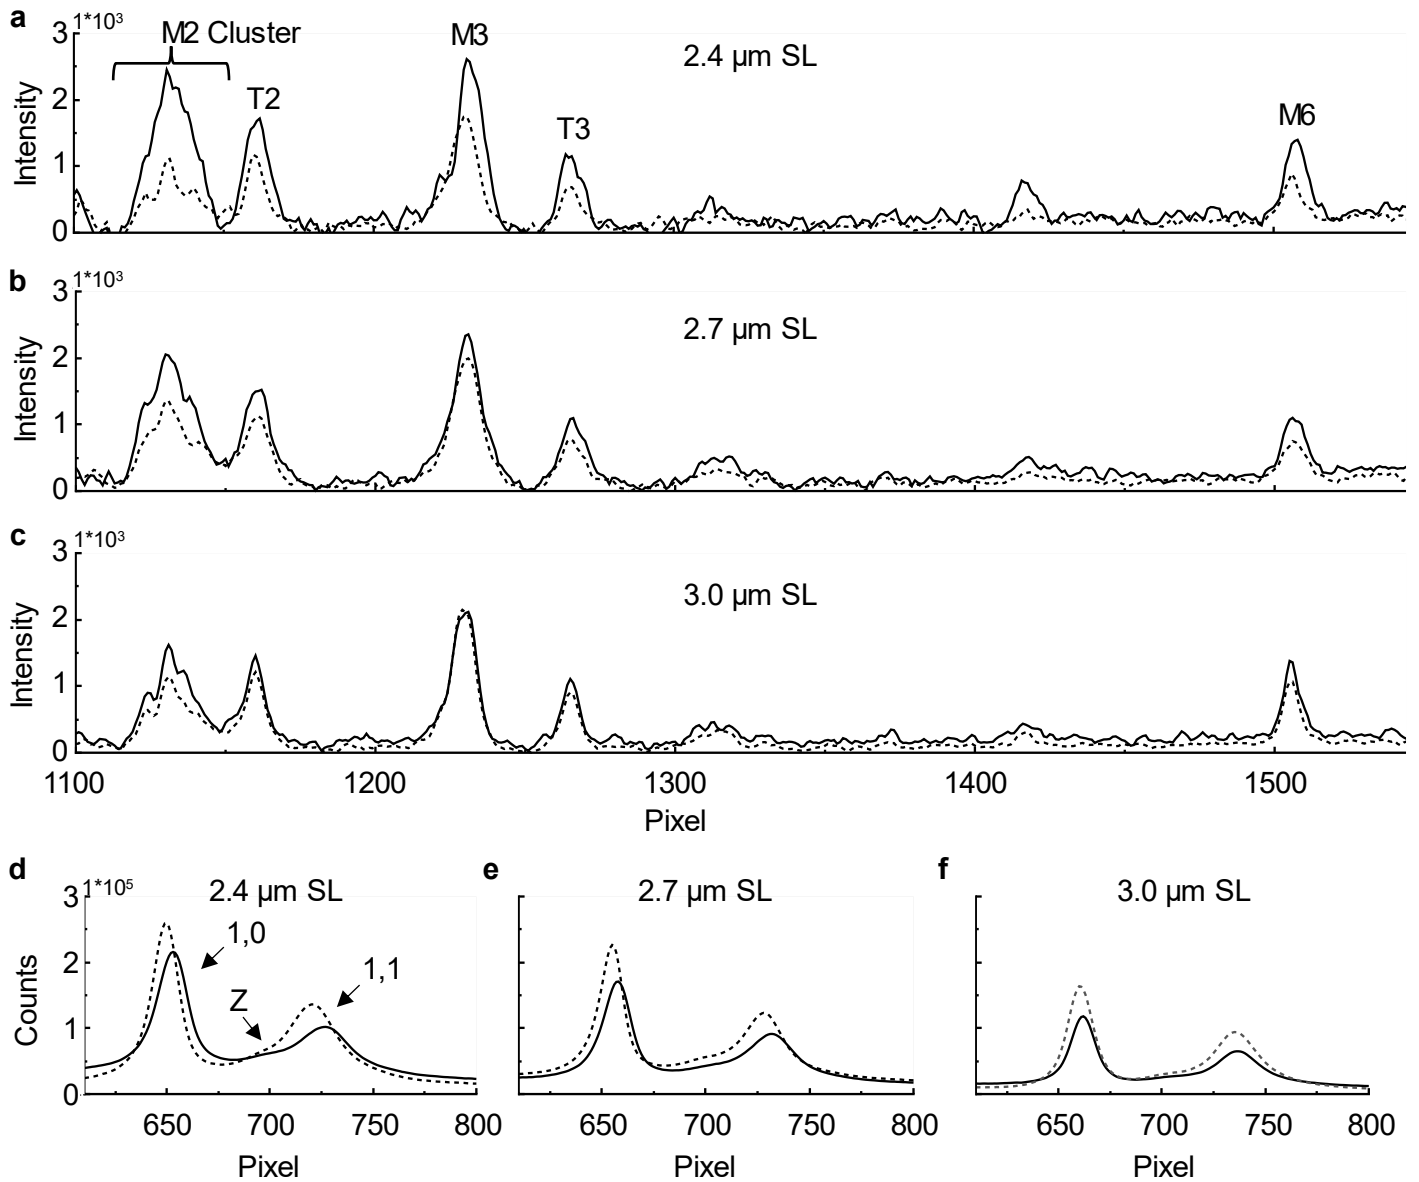 a
1*10³
M2 Cluster
M3
2.4 µm SL
T2
T3
M6
Intensity
3
2
1
0
b
1*10³
2.7 µm SL
Intensity
3
2
1
0
c
1*10³
3.0 µm SL
Intensity
3
2
1
0
1100 1200 1300 1400 1500
Pixel
d
1*10⁵
2.4 µm SL
1,0
1,1
Z
Counts
3
2
1
0
650 700 750 800
Pixel
e
2.7 µm SL
650 700 750 800
Pixel
f
3.0 µm SL
650 700 750 800
Pixel